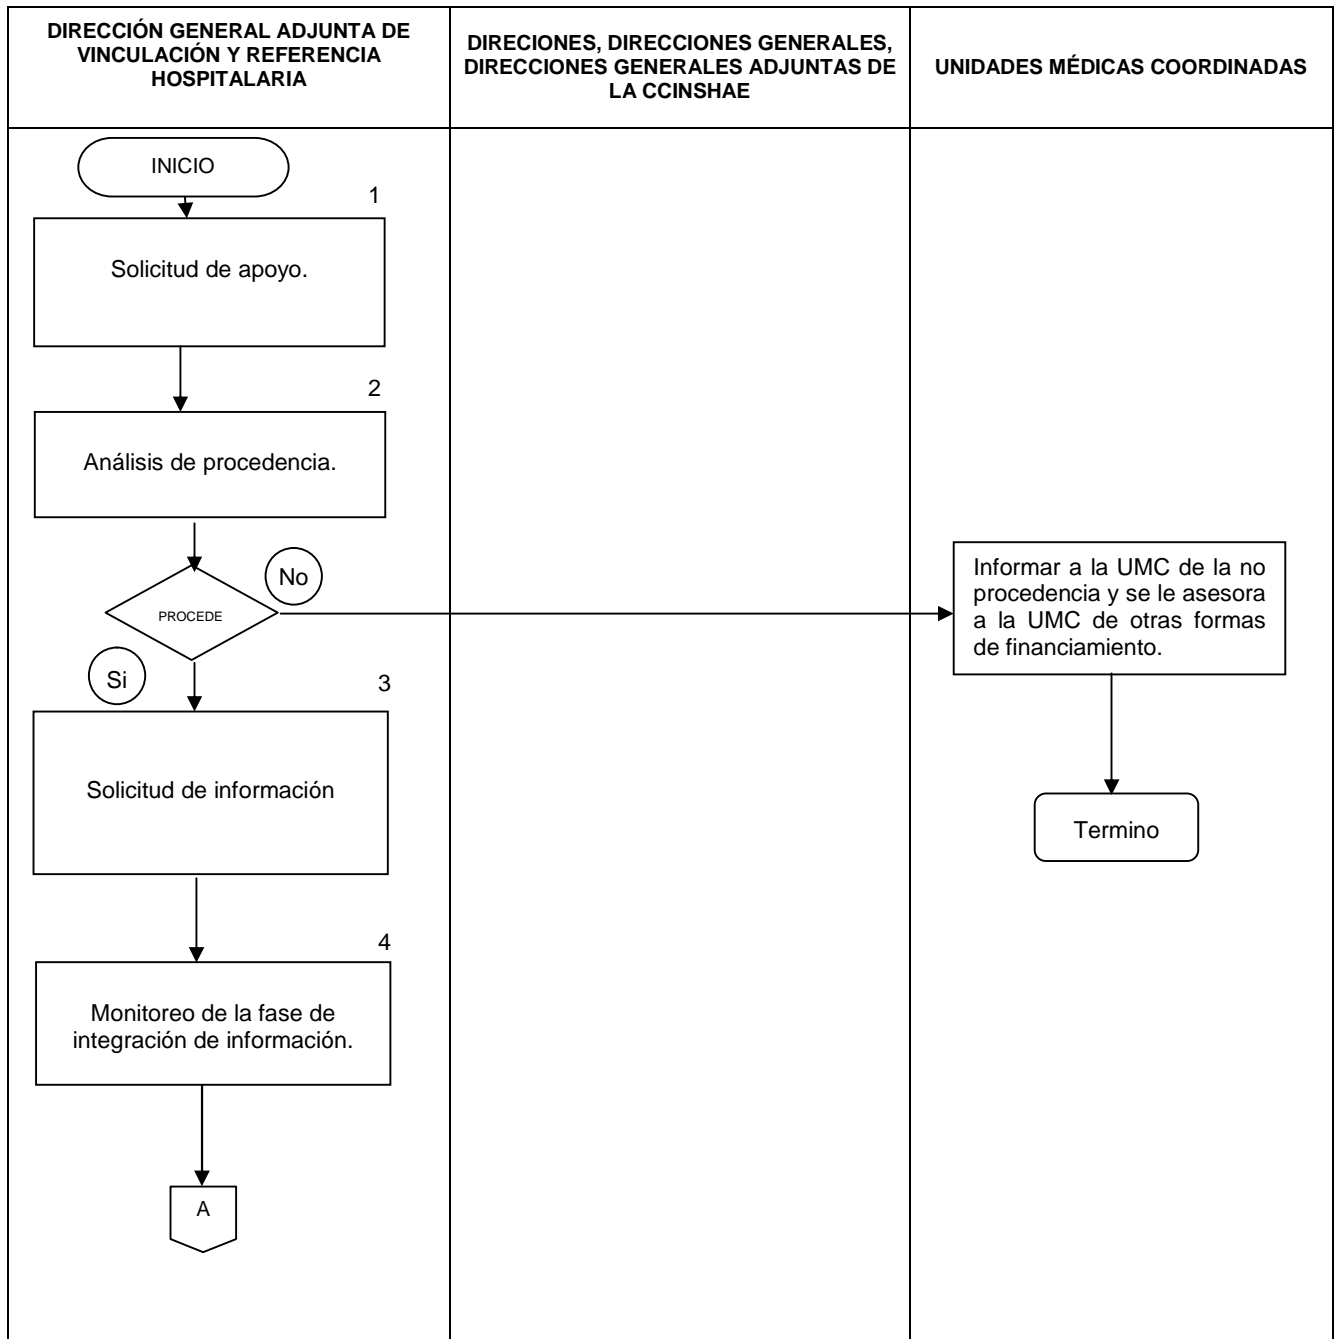 DIRECCIÓN GENERAL ADJUNTA DE
VINCULACIÓN Y REFERENCIA
HOSPITALARIA
DIRECIONES, DIRECCIONES GENERALES,
DIRECCIONES GENERALES ADJUNTAS DE
LA CCINSHAE
UNIDADES MÉDICAS COORDINADAS
INICIO
1
Solicitud de apoyo.
2
Análisis de procedencia.
PROCEDE
No
Informar a la UMC de la no
procedencia y se le asesora
a la UMC de otras formas
de financiamiento.
Termino
Si
3
Solicitud de información
4
Monitoreo de la fase de
integración de información.
A